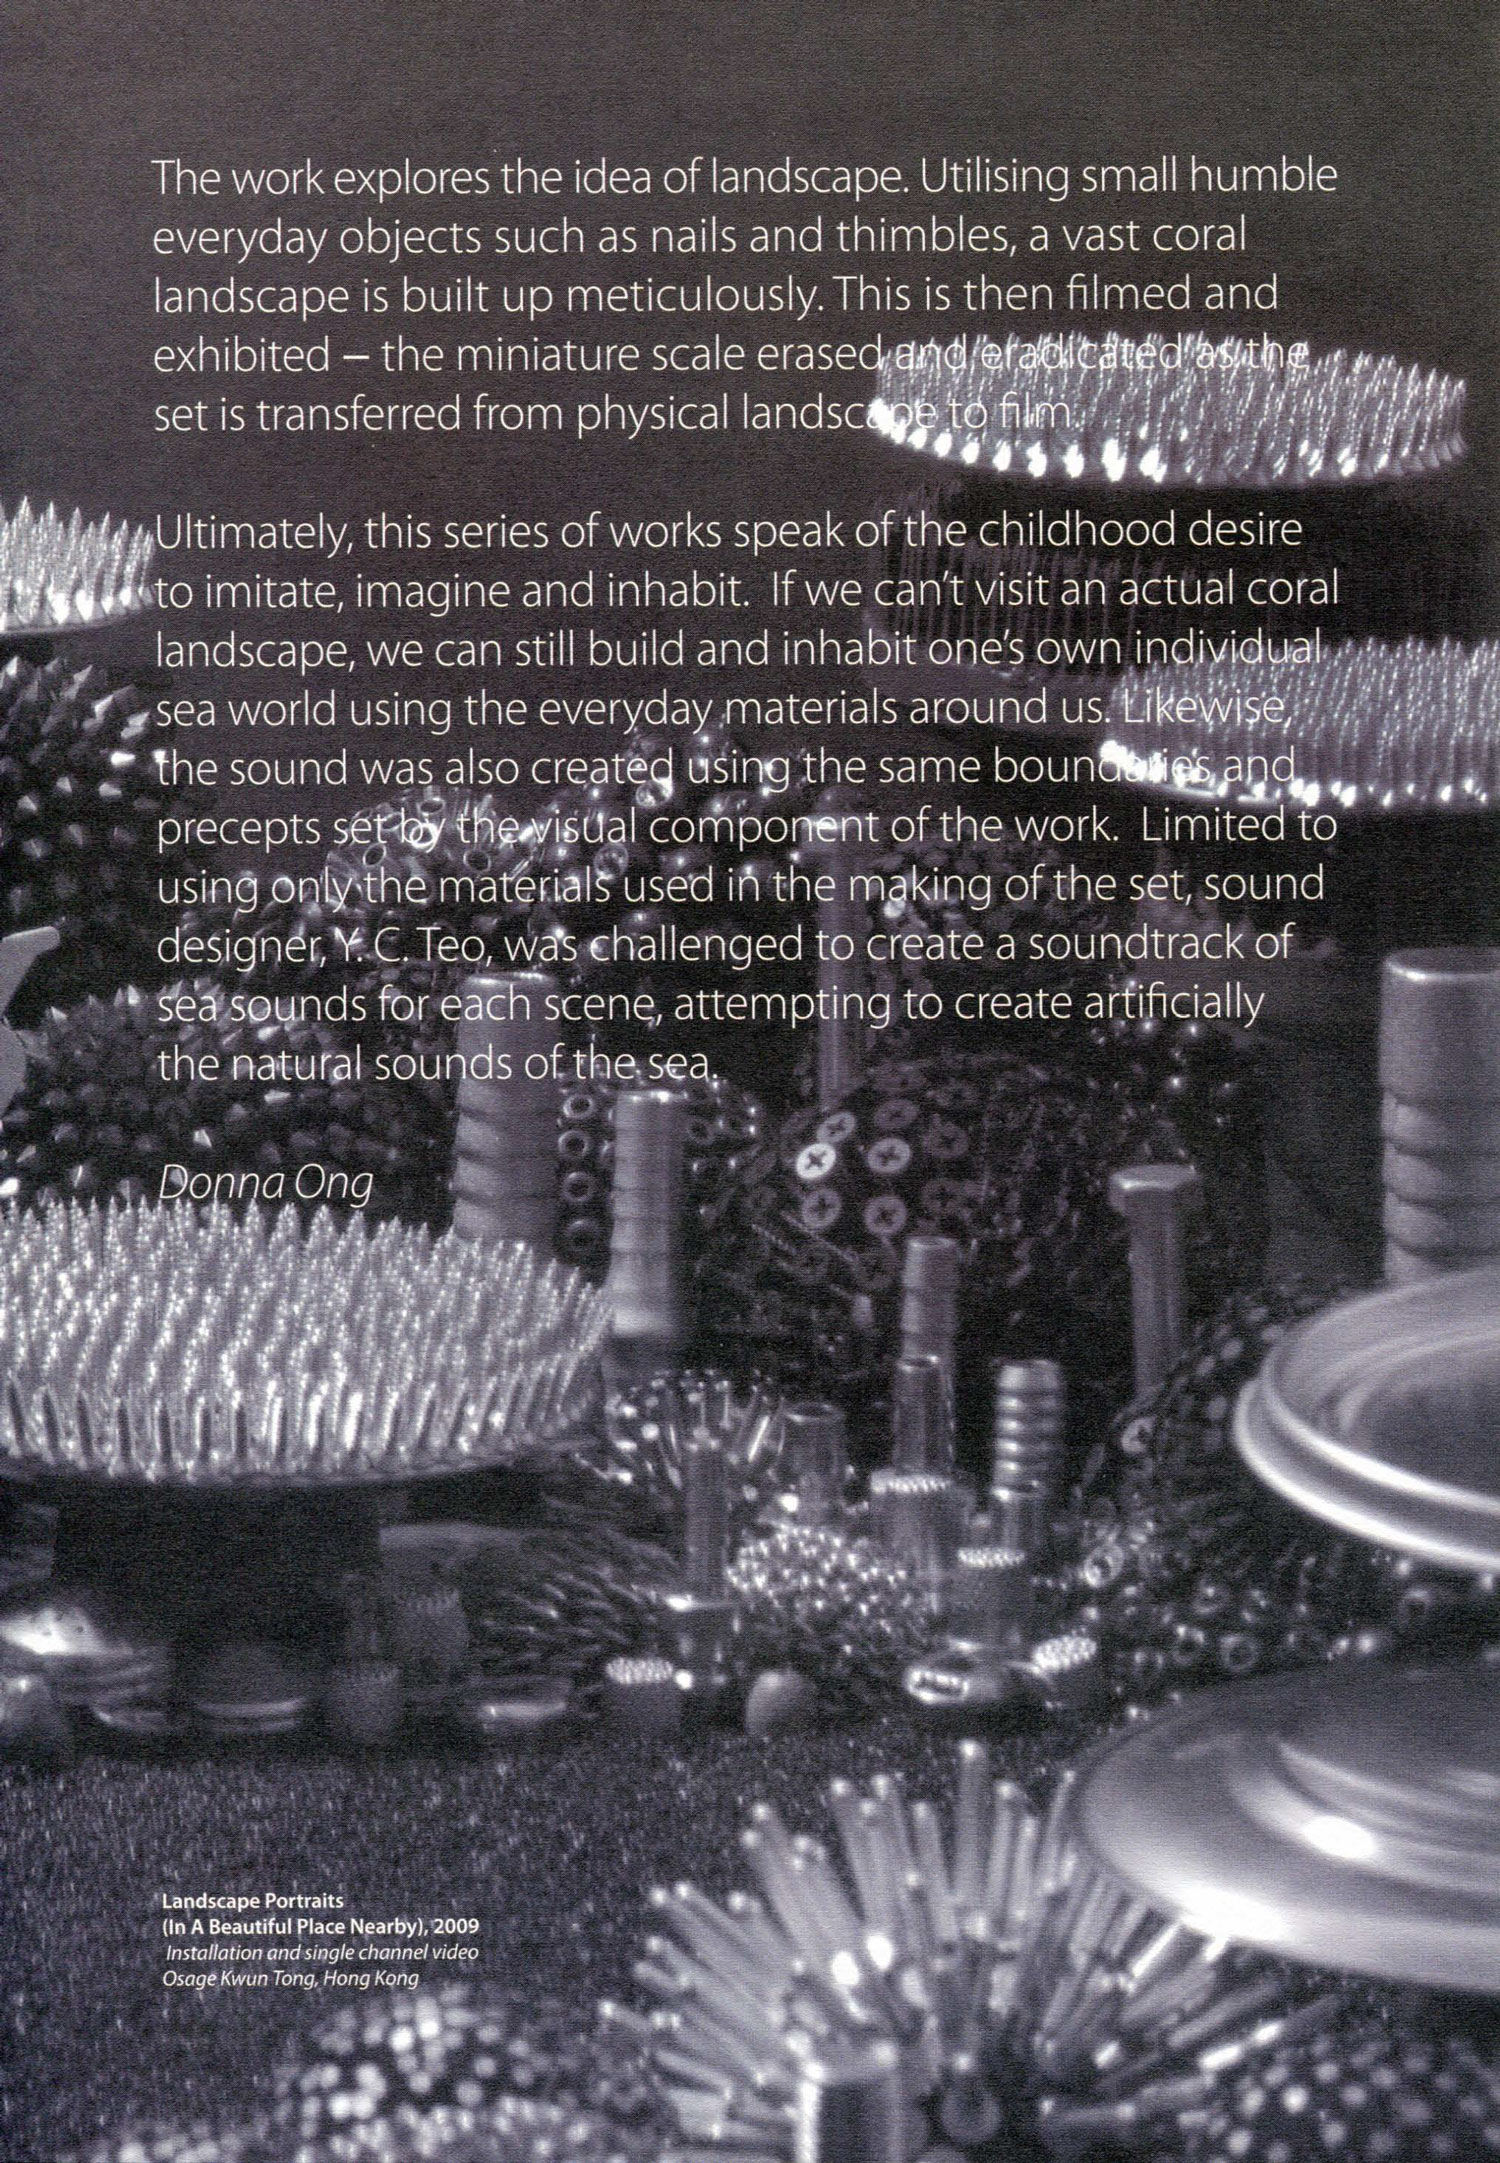 The work explores the idea of landscape. Utilising small humble
everyday objects such as nails and thimbles, a vast coral
landscape is built up meticulously. This is then filmed and
exhibited – the miniature scale erased and eradicated as the
set is transferred from physical landscape to film.
Ultimately, this series of works speak of the childhood desire
to imitate, imagine and inhabit. If we can't visit an actual coral
landscape, we can still build and inhabit one's own individual
sea world using the everyday materials around us. Likewise,
the sound was also created using the same boundaries and
precepts set by the visual component of the work. Limited to
using only the materials used in the making of the set, sound
designer, Y. C. Teo, was challenged to create a soundtrack of
sea sounds for each scene, attempting to create artificially
the natural sounds of the sea.
Donna Ong
Landscape Portraits
(In A Beautiful Place Nearby), 2009
Installation and single channel video
Osage Kwun Tong, Hong Kong